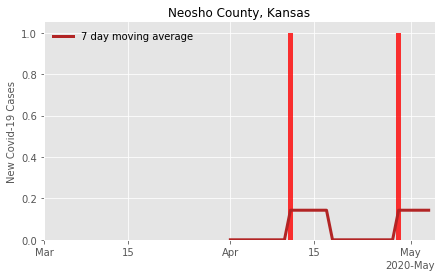 Neosho County, Kansas
7 day moving average
New Covid-19 Cases
1.0
0.8
0.6
0.4
0.2
0.0
Mar 15 Apr 15 May
2020-May